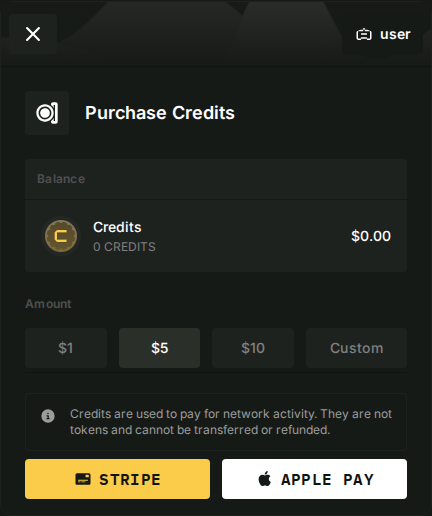 user
Purchase Credits
Balance
Credits
$0.00
0 CREDITS
Amount
$1
$5
$10
Custom
Credits are used to pay for network activity. They are not
tokens and cannot be transferred or refunded.
STRIPE
APPLE PAY